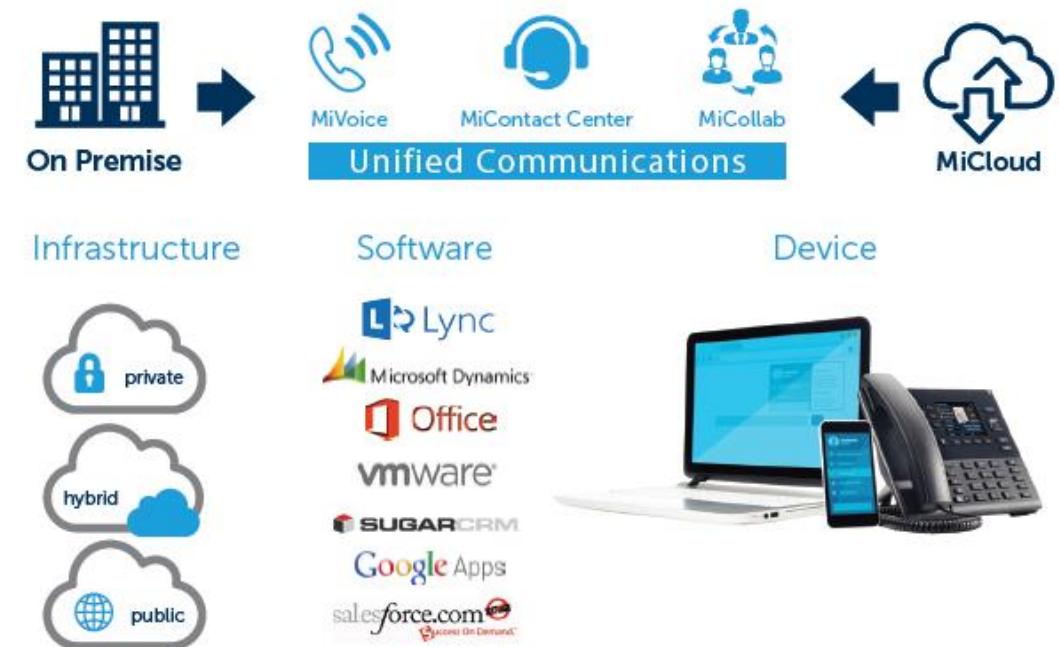 MiVoice
MiContact Center
MiCollab
On Premise
Unified Communications
MiCloud
Infrastructure
Software
Device
private
hybrid
public
L Lync
Microsoft Dynamics
Office
vmware®
SUGARCRM
Google Apps
salesforce.com
Success On Demand.™